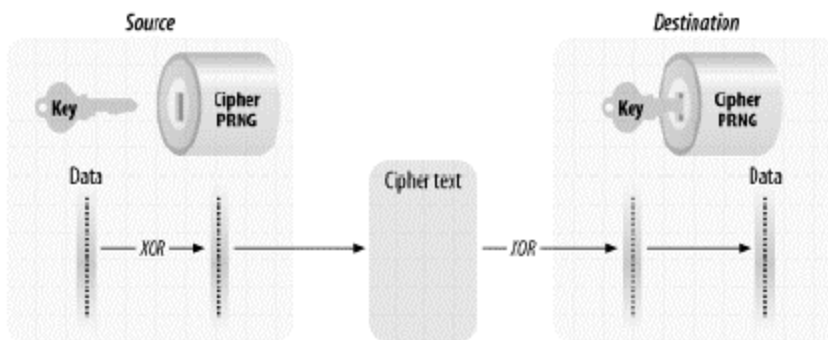 Source
Destination
Key
Cipher
PRNG
Key
Cipher
PRNG
Data
Cipher text
Data
XOR
XOR